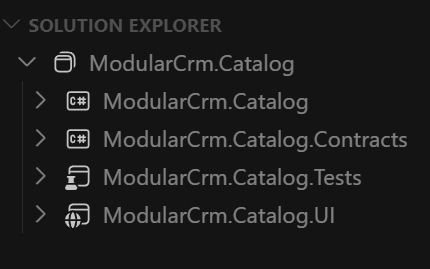 SOLUTION EXPLORER
ModularCrm.Catalog
C# ModularCrm.Catalog
C# ModularCrm.Catalog.Contracts
ModularCrm.Catalog.Tests
ModularCrm.Catalog.UI